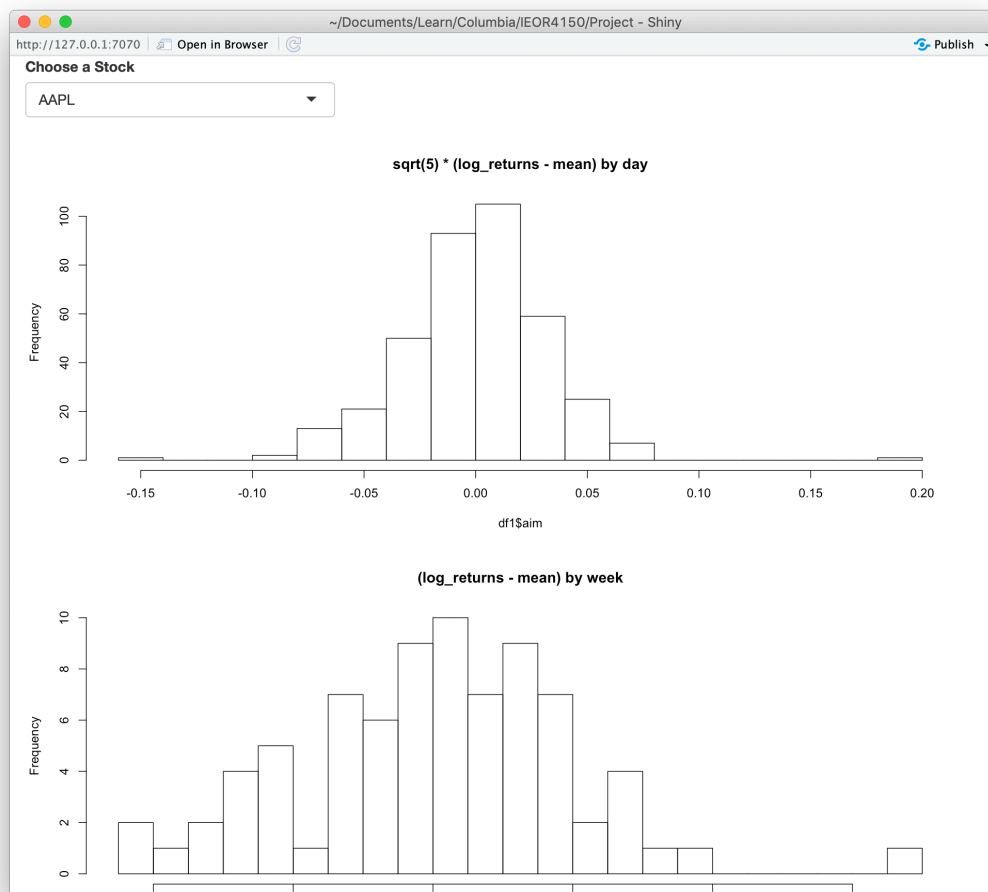 ~/Documents/Learn/Columbia/IEOR4150/Project - Shiny
http://127.0.0.1:7070 Open in Browser Publish
Choose a Stock
AAPL
sqrt(5) * (log_returns - mean) by day
Frequency
100
80
60
40
20
0
-0.15 -0.10 -0.05 0.00 0.05 0.10 0.15 0.20
df1$aim
(log_returns - mean) by week
Frequency
10
8
6
4
2
0